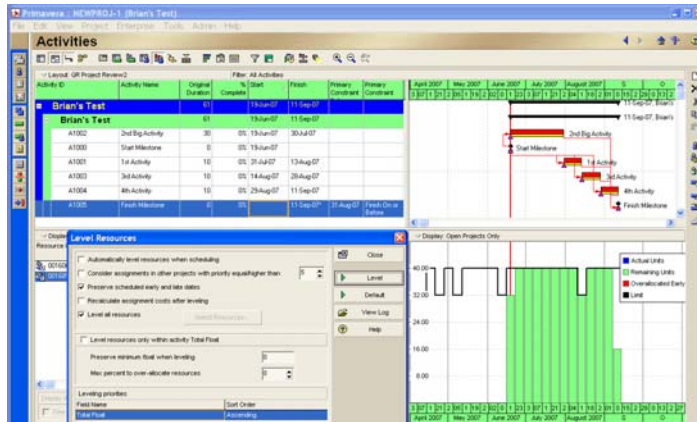 Primavera : NEWPROJ-1 (Brian's Test)
File Edit View Project Enterprise Tools Admin Help
Activities
Layout: QR Project Review2 Filter: All Activities
Activity ID Activity Name Original Duration % Complete Start Finish Primary Constraint Primary Constraint
April 2007 May 2007 June 2007 July 2007 August 2007 S O
Brian's Test 61 19-Jun-07 11-Sep-07
11-Sep-07, Brian's
Brian's Test 61 19-Jun-07 11-Sep-07
11-Sep-07, Brian's
A1002 2nd Big Activity 30 0% 19-Jun-07 30-Jul-07
2nd Big Activity
A1000 Start Milestone 0 0% 19-Jun-07
Start Milestone
A1001 1st Activity 10 0% 31-Jul-07 13-Aug-07
1st Activity
A1003 3rd Activity 10 0% 14-Aug-07 28-Aug-07
3rd Activity
A1004 4th Activity 10 0% 29-Aug-07 11-Sep-07
4th Activity
A1005 Finish Milestone 0 0% 11-Sep-07* 31-Aug-07 Finish On or Before
Finish Milestone
Display: Open Projects Only
Level Resources
Automatically level resources when scheduling
Consider assignments in other projects with priority equal/higher than 5
Preserve scheduled early and late dates
Recalculate assignment costs after leveling
Level all resources
Level resources only within activity Total Float
Preserve minimum float when leveling 0
Max percent to over-allocate resources 0
Leveling priorities
Field Name Sort Order
Total Float Ascending
Close
Level
Default
View Log
Help
Actual Units
Remaining Units
Overallocated Early
Limit
40.00
32.00
24.00
16.00
8.00
April 2007 May 2007 June 2007 July 2007 August 2007 S O